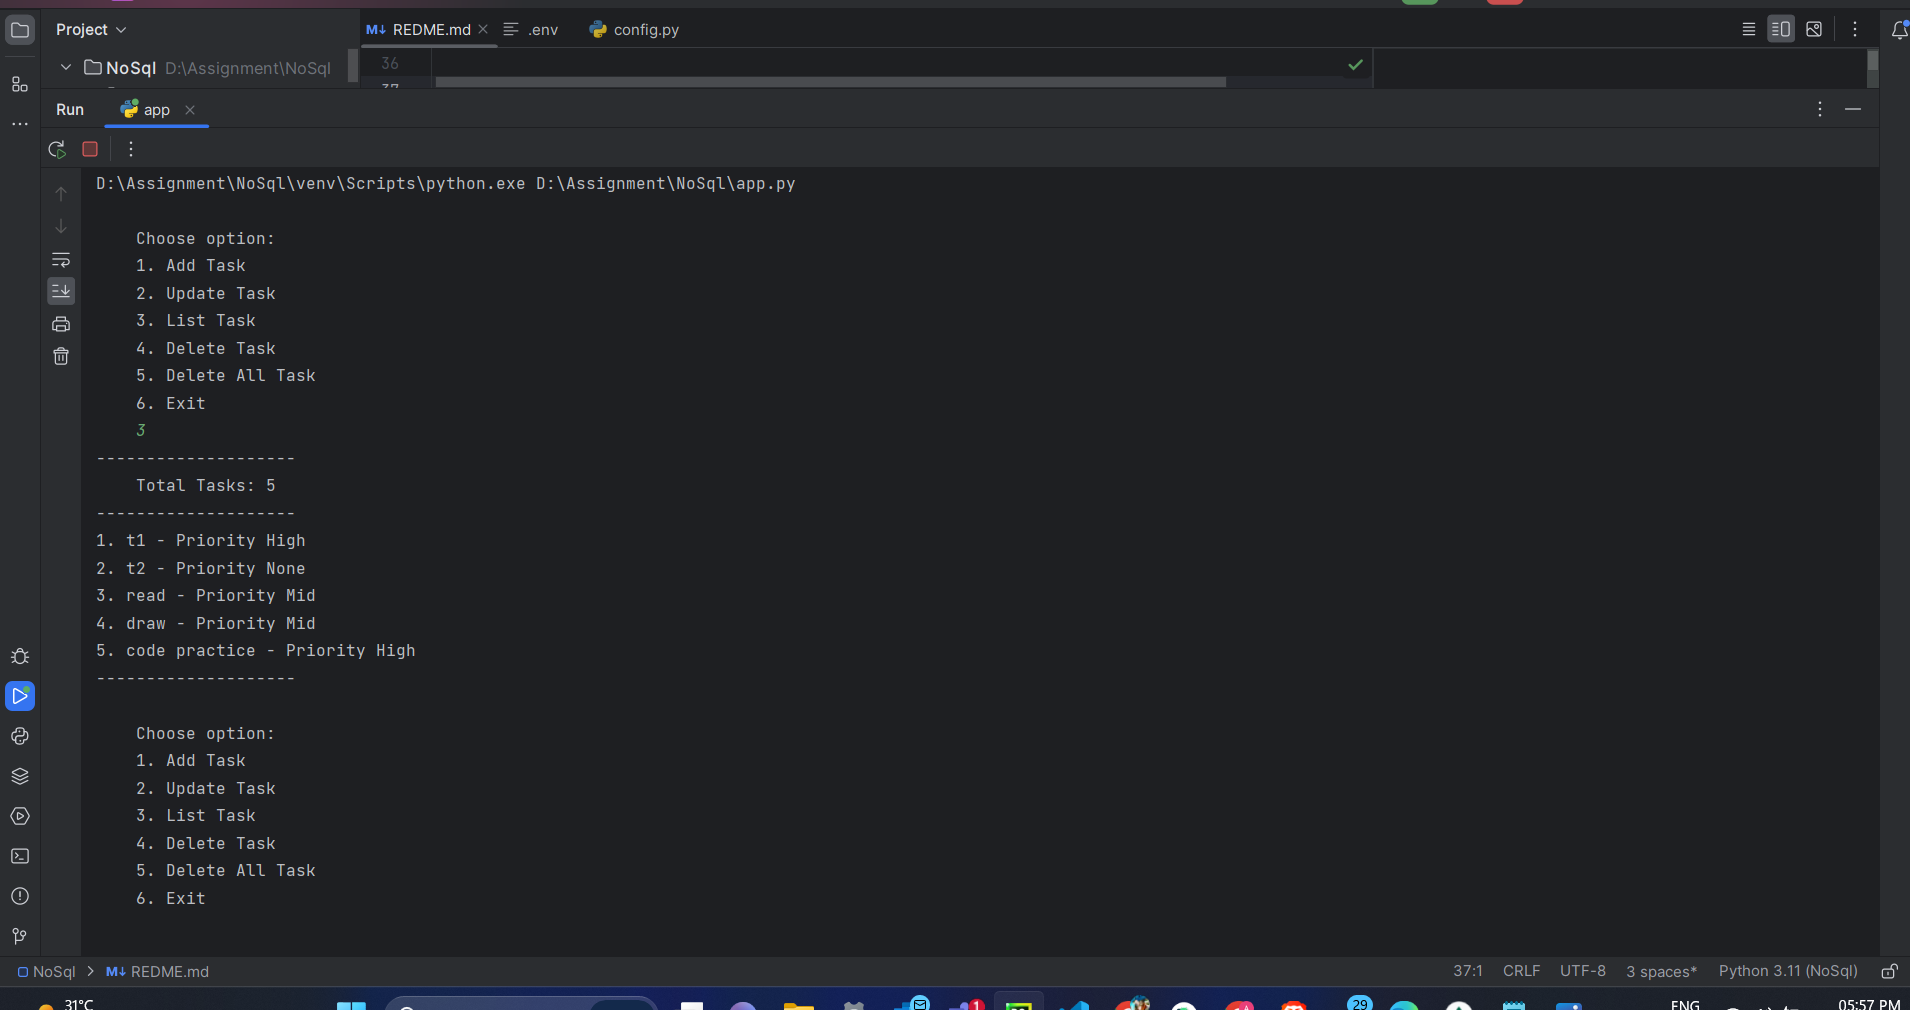 Project
REDME.md
.env
config.py
NoSql D:\Assignment\NoSql
36
Run
app
D:\Assignment\NoSql\venv\Scripts\python.exe D:\Assignment\NoSql\app.py
Choose option:
1. Add Task
2. Update Task
3. List Task
4. Delete Task
5. Delete All Task
6. Exit
3
--------------------
Total Tasks: 5
--------------------
1. t1 - Priority High
2. t2 - Priority None
3. read - Priority Mid
4. draw - Priority Mid
5. code practice - Priority High
--------------------
Choose option:
1. Add Task
2. Update Task
3. List Task
4. Delete Task
5. Delete All Task
6. Exit
NoSql > M↓ REDME.md
37:1 CRLF UTF-8 3 spaces* Python 3.11 (NoSql)
31°C
1
29
ENG
05:57 PM